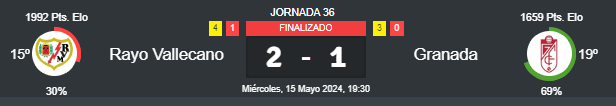 1992 Pts. Elo
JORNADA 36
1659 Pts. Elo
4 1
FINALIZADO
3 0
15º
Rayo Vallecano
2 - 1
Granada
19º
30%
Miércoles, 15 Mayo 2024, 19:30
69%